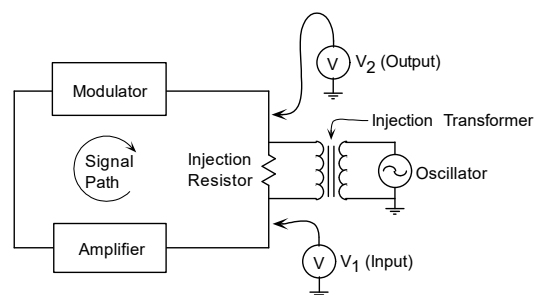 V
V2 (Output)
Modulator
Injection Transformer
Signal
Path
Injection
Resistor
Oscillator
Amplifier
V
V1 (Input)